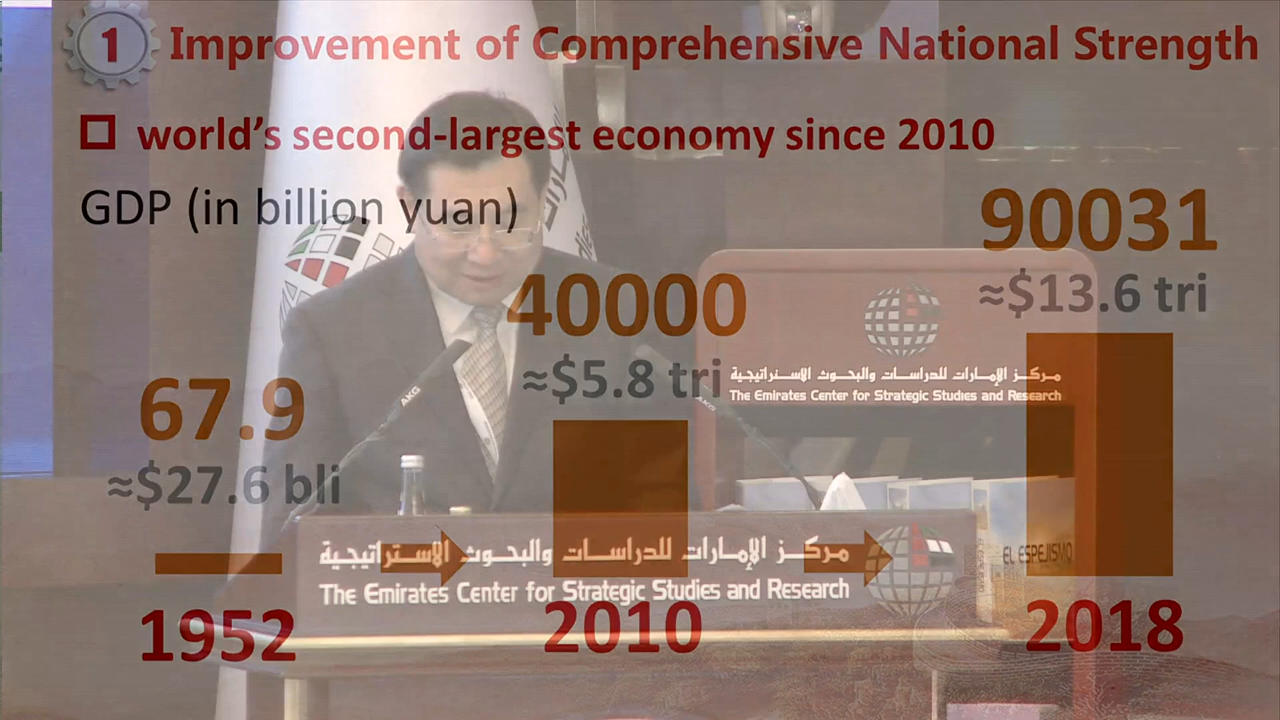 1 Improvement of Comprehensive National Strength
world's second-largest economy since 2010
GDP (in billion yuan)
90031
≈$13.6 tri
40000
≈$5.8 tri
67.9
≈$27.6 bli
مركز الإمارات للدراسات والبحوث الاستراتيجية
The Emirates Center for Strategic Studies and Research
AKG
AKG
مركز الإمارات للدراسات والبحوث الاستراتيجية
The Emirates Center for Strategic Studies and Research
EL ESPEJISMO
1952
2010
2018